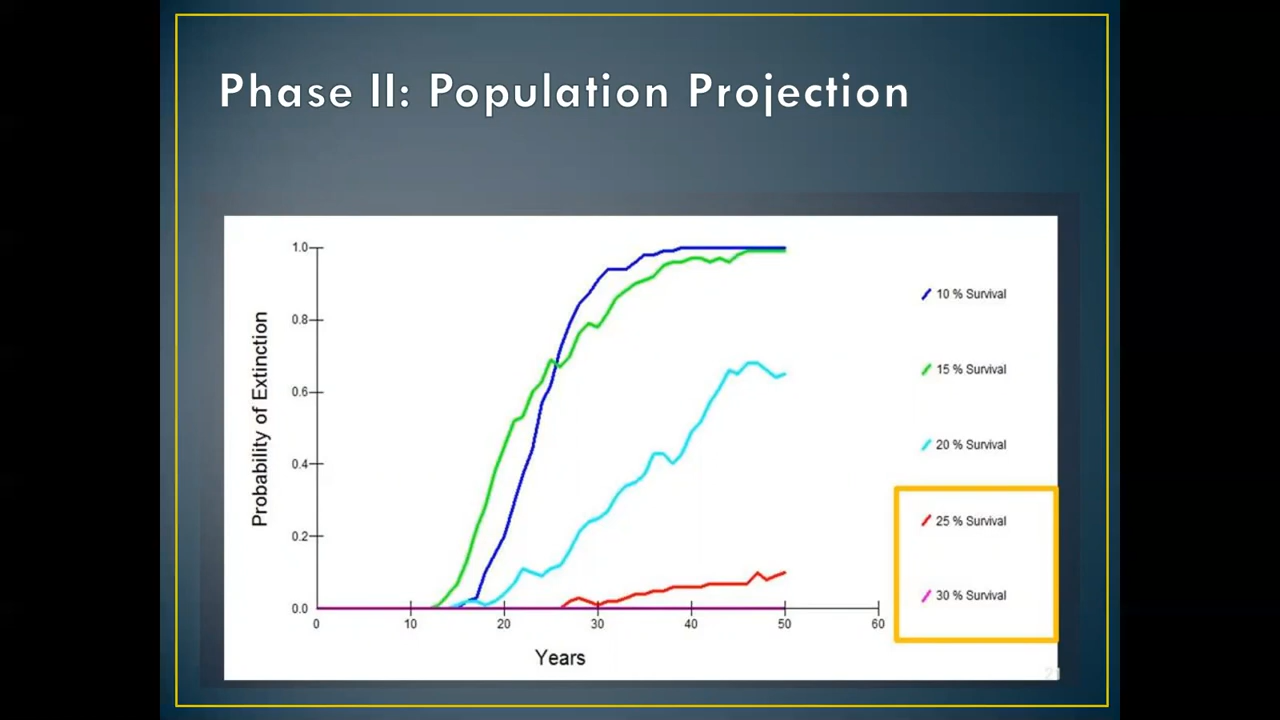 Phase II: Population Projection
Probability of Extinction
1.0
0.8
0.6
0.4
0.2
0.0
0 10 20 30 40 50 60
Years
10 % Survival
15 % Survival
20 % Survival
25 % Survival
30 % Survival
21